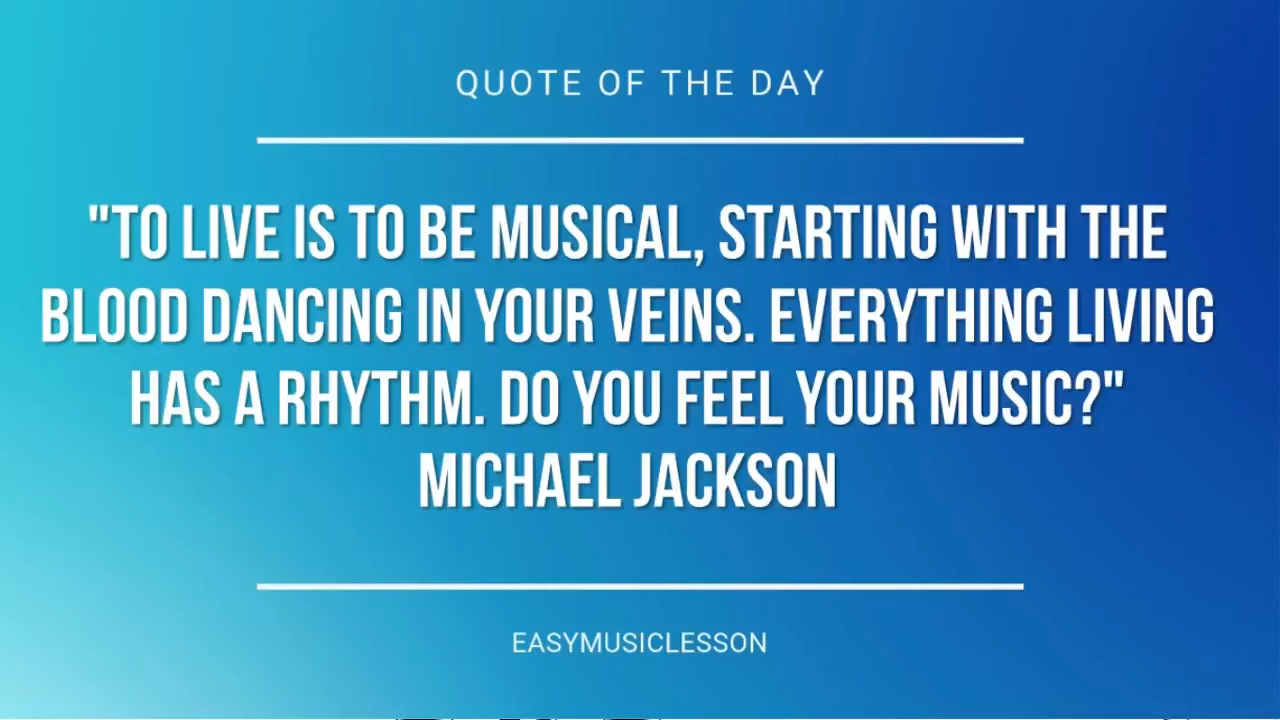 QUOTE OF THE DAY
"TO LIVE IS TO BE MUSICAL, STARTING WITH THE
BLOOD DANCING IN YOUR VEINS. EVERYTHING LIVING
HAS A RHYTHM. DO YOU FEEL YOUR MUSIC?"
MICHAEL JACKSON
EASYMUSICLESSON